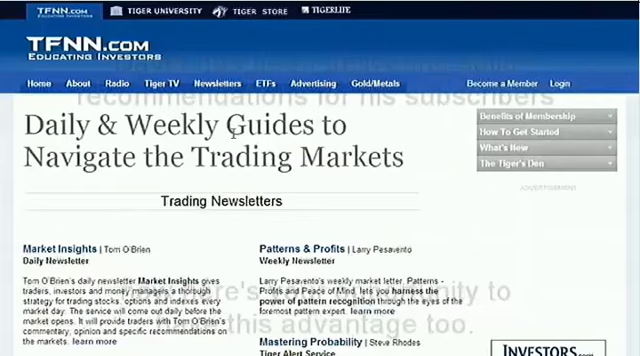 TFNN.COM
EDUCATING INVESTORS
TIGER UNIVERSITY
TIGER STORE
TIGERLIFE
TFNN.COM
EDUCATING INVESTORS
Home About Radio Tiger TV Newsletters ETFs Advertising Gold/Metals Become a Member Login
recommendations for his subscribers
Daily & Weekly Guides to
Navigate the Trading Markets
Benefits of Membership
How To Get Started
What's New
The Tiger's Den
ADVERTISEMENT
Trading Newsletters
Market Insights | Tom O'Brien
Daily Newsletter
Tom O'Brien's daily newsletter Market Insights gives
traders, investors and money managers a thorough
strategy for trading stocks, options and indexes every
market day. The service will come out daily before the
market opens. It will provide traders with Tom O'Brien's
commentary, opinion and specific recommendations on
the markets. learn more
Patterns & Profits | Larry Pesavento
Weekly Newsletter
Larry Pesavento's weekly market letter, Patterns -
Profits and Peace of Mind, lets you harness the
power of pattern recognition through the eyes of the
foremost pattern expert. learn more
this advantage too.
Mastering Probability | Steve Rhodes
Tiger Alert Service
INVESTORS.com